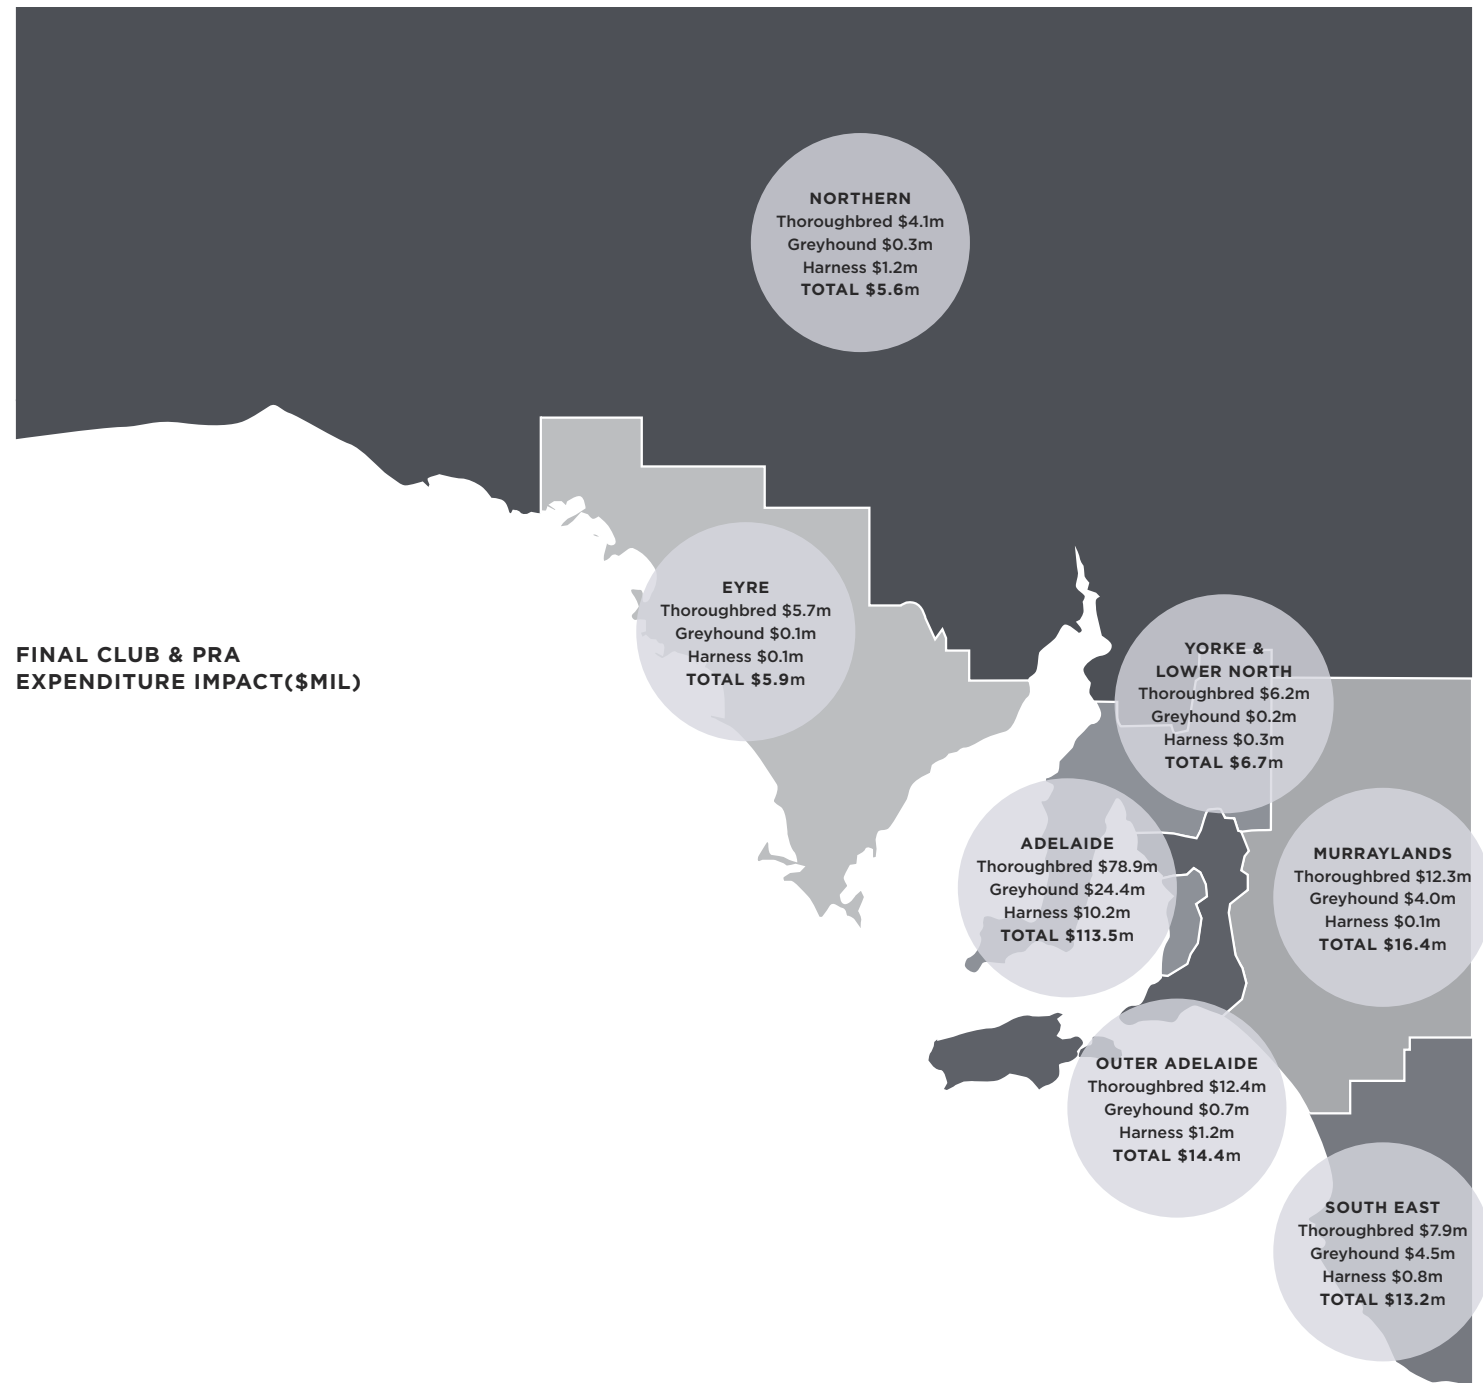 NORTHERN
Thoroughbred $4.1m
Greyhound $0.3m
Harness $1.2m
TOTAL $5.6m
EYRE
Thoroughbred $5.7m
Greyhound $0.1m
Harness $0.1m
TOTAL $5.9m
FINAL CLUB & PRA
EXPENDITURE IMPACT($MIL)
YORKE &
LOWER NORTH
Thoroughbred $6.2m
Greyhound $0.2m
Harness $0.3m
TOTAL $6.7m
ADELAIDE
Thoroughbred $78.9m
Greyhound $24.4m
Harness $10.2m
TOTAL $113.5m
MURRAYLANDS
Thoroughbred $12.3m
Greyhound $4.0m
Harness $0.1m
TOTAL $16.4m
OUTER ADELAIDE
Thoroughbred $12.4m
Greyhound $0.7m
Harness $1.2m
TOTAL $14.4m
SOUTH EAST
Thoroughbred $7.9m
Greyhound $4.5m
Harness $0.8m
TOTAL $13.2m